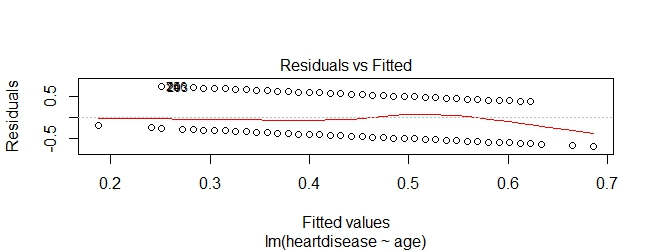 Residuals vs Fitted
Residuals
0.5
-0.5
0.2 0.3 0.4 0.5 0.6 0.7
Fitted values
lm(heartdisease ~ age)